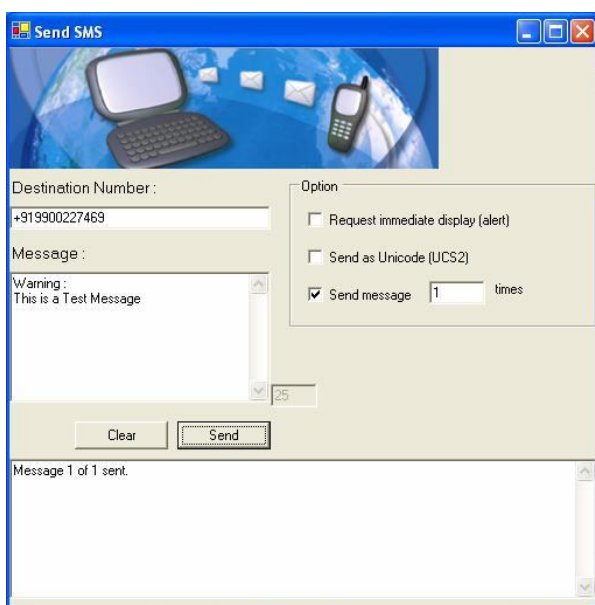 Send SMS
Destination Number :
+919900227469
Message :
Warning :
This is a Test Message
25
Clear
Send
Option
Request immediate display (alert)
Send as Unicode (UCS2)
Send message 1 times
Message 1 of 1 sent.